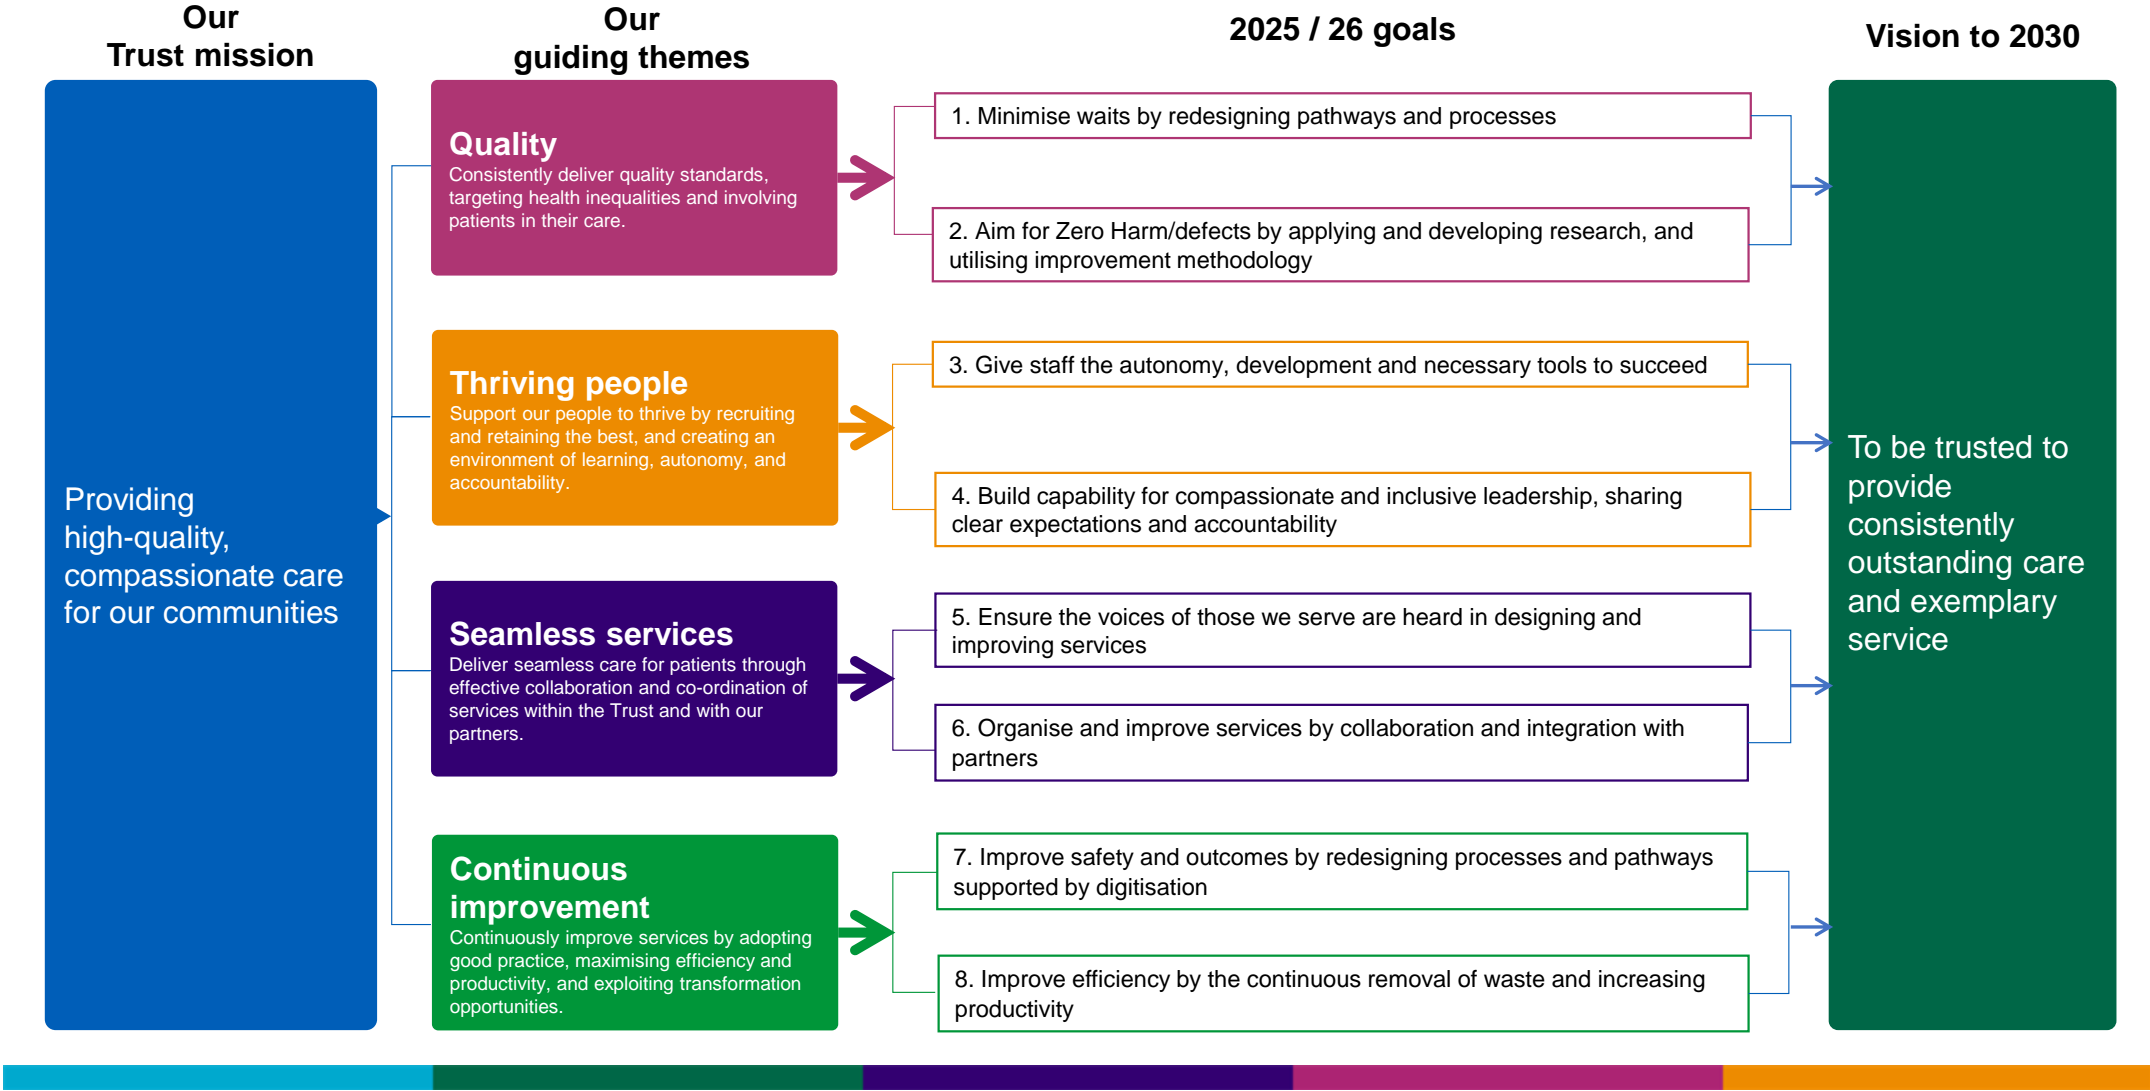 Our
Trust mission
Our
guiding themes
2025 / 26 goals
Vision to 2030
Providing
high-quality,
compassionate care
for our communities
Quality
Consistently deliver quality standards,
targeting health inequalities and involving
patients in their care.
1. Minimise waits by redesigning pathways and processes
2. Aim for Zero Harm/defects by applying and developing research, and
utilising improvement methodology
Thriving people
Support our people to thrive by recruiting
and retaining the best, and creating an
environment of learning, autonomy, and
accountability.
3. Give staff the autonomy, development and necessary tools to succeed
4. Build capability for compassionate and inclusive leadership, sharing
clear expectations and accountability
Seamless services
Deliver seamless care for patients through
effective collaboration and co-ordination of
services within the Trust and with our
partners.
5. Ensure the voices of those we serve are heard in designing and
improving services
6. Organise and improve services by collaboration and integration with
partners
Continuous
improvement
Continuously improve services by adopting
good practice, maximising efficiency and
productivity, and exploiting transformation
opportunities.
7. Improve safety and outcomes by redesigning processes and pathways
supported by digitisation
8. Improve efficiency by the continuous removal of waste and increasing
productivity
To be trusted to
provide
consistently
outstanding care
and exemplary
service